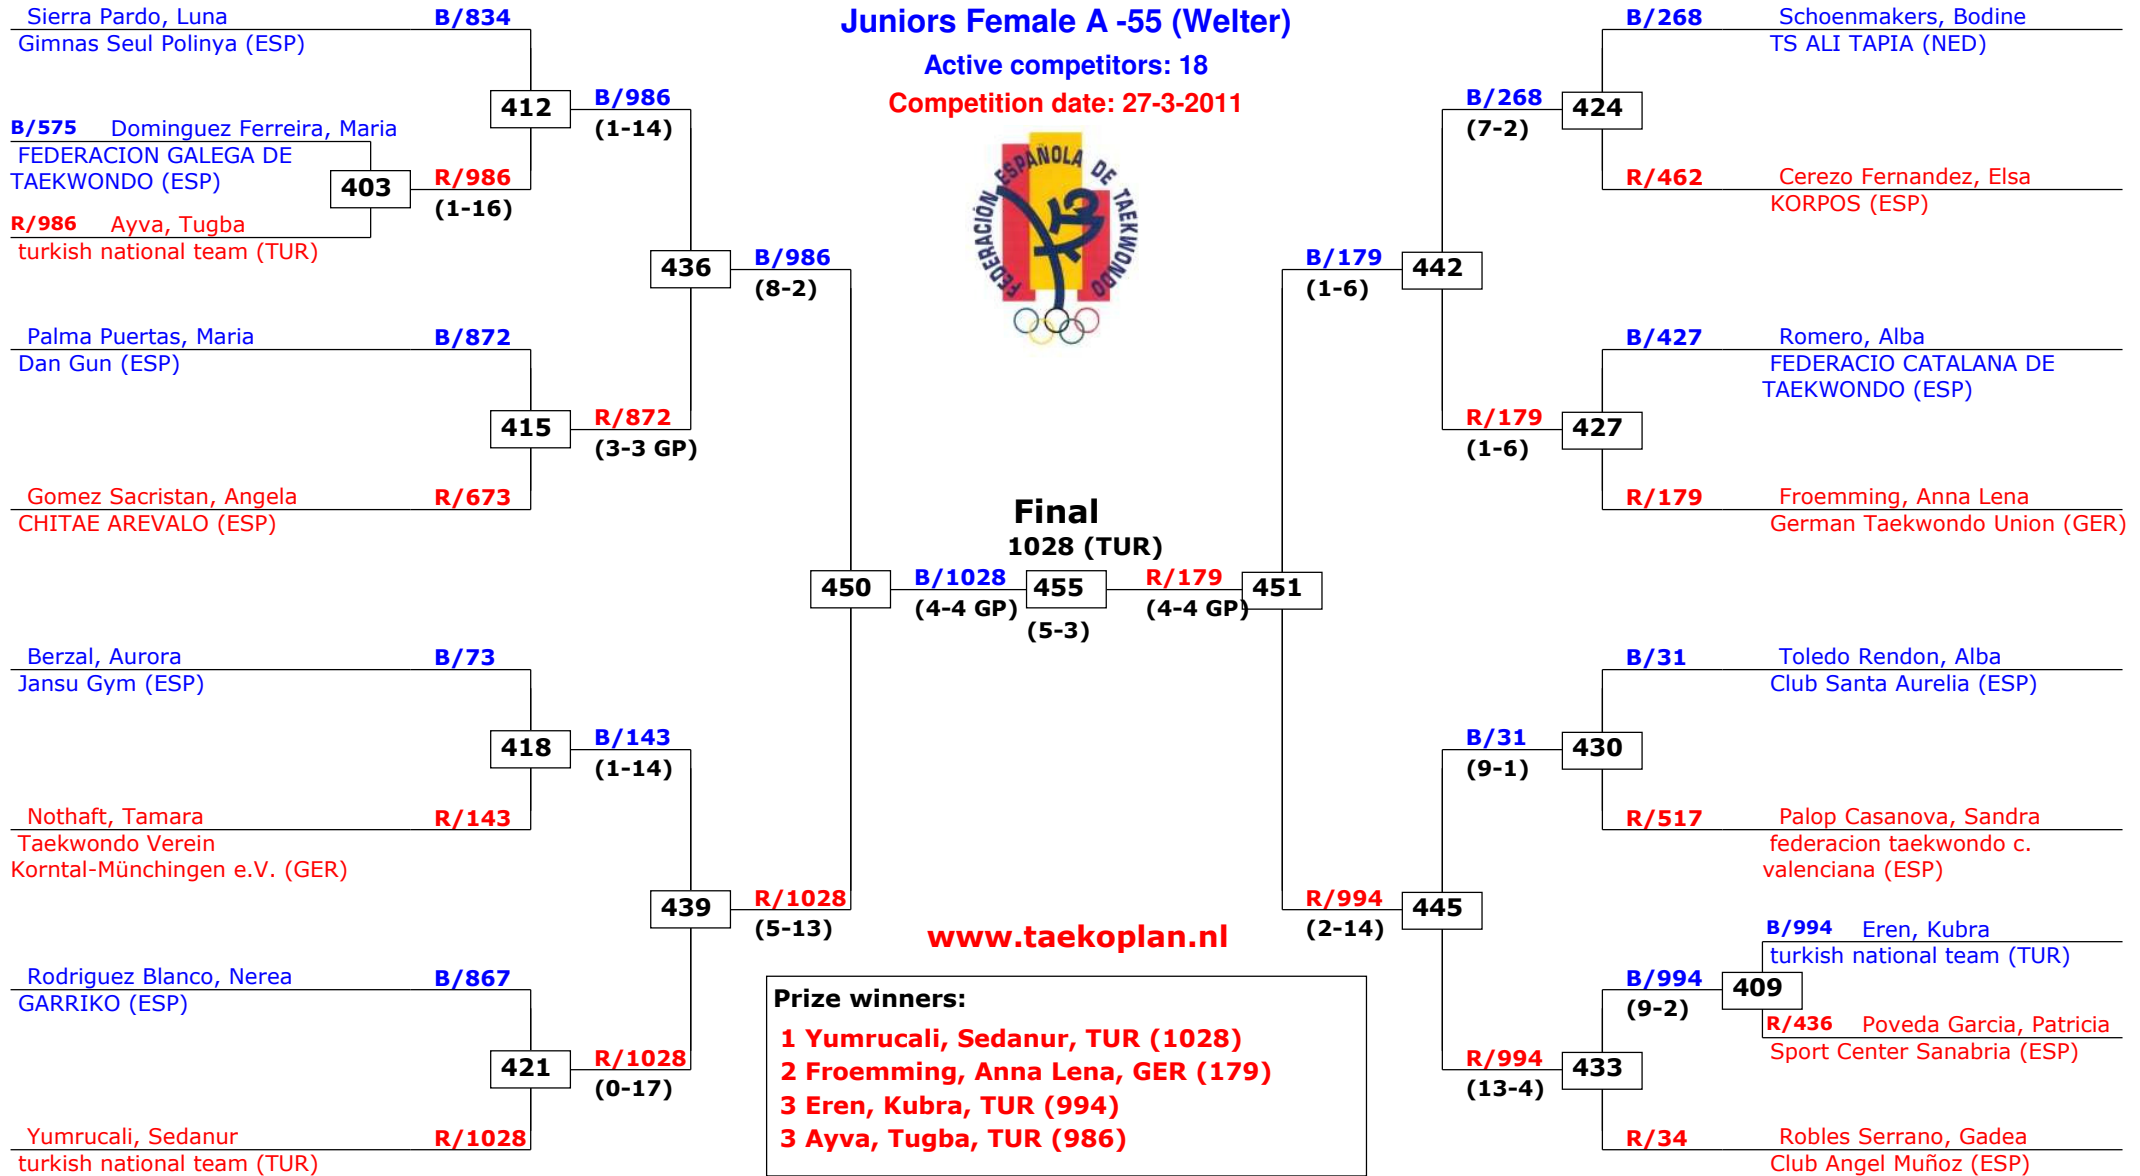 Juniors Female A -55 (Welter)
Active competitors: 18
Competition date: 27-3-2011
FEDERACIÓN ESPAÑOLA DE TAEKWONDO
Sierra Pardo, Luna B/834
Gimnas Seul Polinya (ESP)
412
B/986
(1-14)
B/575 Dominguez Ferreira, Maria
FEDERACION GALEGA DE
TAEKWONDO (ESP)
403
R/986
(1-16)
R/986 Ayva, Tugba
turkish national team (TUR)
436
B/986
(8-2)
Palma Puertas, Maria B/872
Dan Gun (ESP)
415
R/872
(3-3 GP)
Gomez Sacristan, Angela R/673
CHITAE AREVALO (ESP)
450
B/1028
(4-4 GP)
Berzal, Aurora B/73
Jansu Gym (ESP)
418
B/143
(1-14)
Nothaft, Tamara R/143
Taekwondo Verein
Korntal-Münchingen e.V. (GER)
439
R/1028
(5-13)
Rodriguez Blanco, Nerea B/867
GARRIKO (ESP)
421
R/1028
(0-17)
Yumrucali, Sedanur R/1028
turkish national team (TUR)
Final
1028 (TUR)
455
(5-3)
R/179
(4-4 GP)
451
B/268 Schoenmakers, Bodine
TS ALI TAPIA (NED)
B/268
(7-2)
424
R/462 Cerezo Fernandez, Elsa
KORPOS (ESP)
B/179
(1-6)
442
B/427 Romero, Alba
FEDERACIO CATALANA DE
TAEKWONDO (ESP)
R/179
(1-6)
427
R/179 Froemming, Anna Lena
German Taekwondo Union (GER)
B/31 Toledo Rendon, Alba
Club Santa Aurelia (ESP)
B/31
(9-1)
430
R/517 Palop Casanova, Sandra
federacion taekwondo c.
valenciana (ESP)
R/994
(2-14)
445
B/994 Eren, Kubra
turkish national team (TUR)
B/994
(9-2)
409
R/436 Poveda Garcia, Patricia
Sport Center Sanabria (ESP)
R/994
(13-4)
433
R/34 Robles Serrano, Gadea
Club Angel Muñoz (ESP)
www.taekoplan.nl
Prize winners:
1 Yumrucali, Sedanur, TUR (1028)
2 Froemming, Anna Lena, GER (179)
3 Eren, Kubra, TUR (994)
3 Ayva, Tugba, TUR (986)